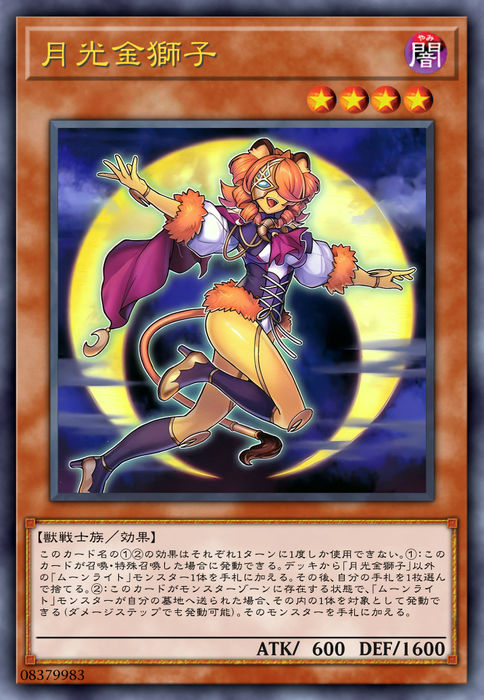 月光金獅子
やみ
闇
【獣戦士族／効果】
このカード名の①②の効果はそれぞれ1ターンに1度しか使用できない。①:この
カードが召喚・特殊召喚した場合に発動できる。デッキから「月光金獅子」以外
の「ムーンライト」モンスター1体を手札に加える。その後、自分の手札を1枚選ん
で捨てる。②:このカードがモンスターゾーンに存在する状態で、「ムーンライ
ト」モンスターが自分の墓地へ送られた場合、その内の1体を対象として発動でき
る(ダメージステップでも発動可能)。そのモンスターを手札に加える。
ATK/ 600 DEF/1600
08379983